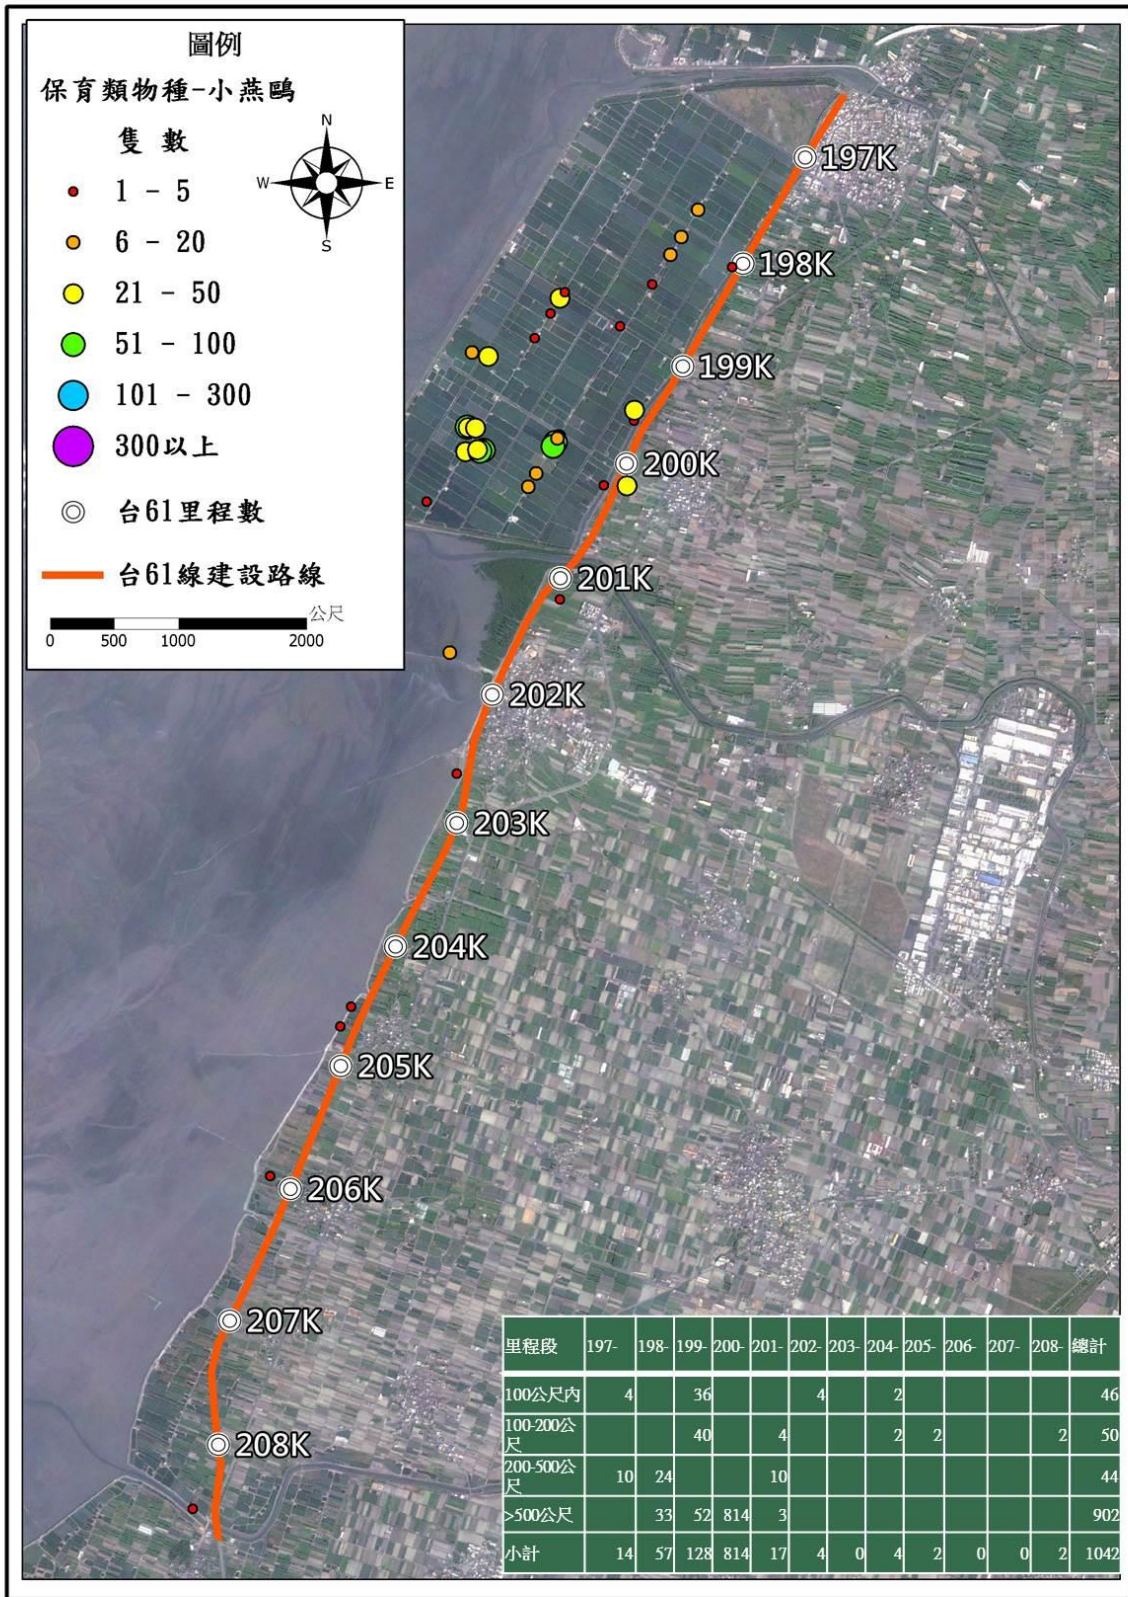 圖例
保育類物種-小燕鷗
隻 數
1 - 5
6 - 20
21 - 50
51 - 100
101 - 300
300以上
台61里程數
台61線建設路線
公尺
0 500 1000 2000
N
W E
S
197K
198K
199K
200K
201K
202K
203K
204K
205K
206K
207K
208K
里程段 197- 198- 199- 200- 201- 202- 203- 204- 205- 206- 207- 208- 總計
100公尺內 4 36 4 2 46
100-200公
尺 40 4 2 2 2 50
200-500公
尺 10 24 10 44
>500公尺 33 52 814 3 902
小計 14 57 128 814 17 4 0 4 2 0 0 2 1042